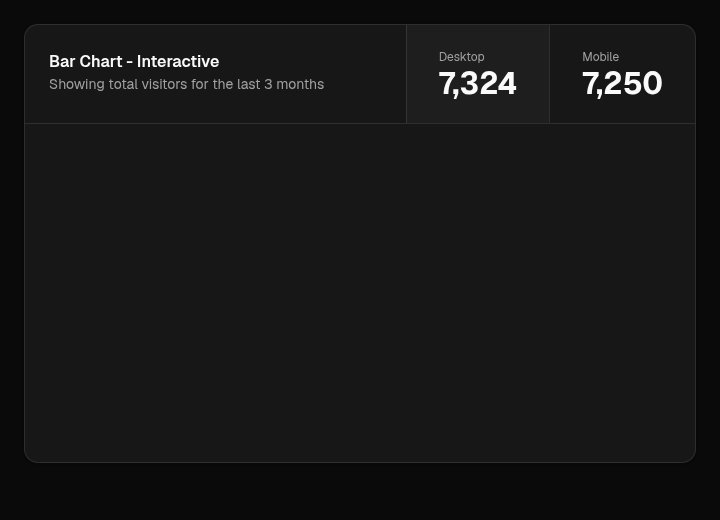 Bar Chart - Interactive
Showing total visitors for the last 3 months
Desktop
7,324
Mobile
7,250